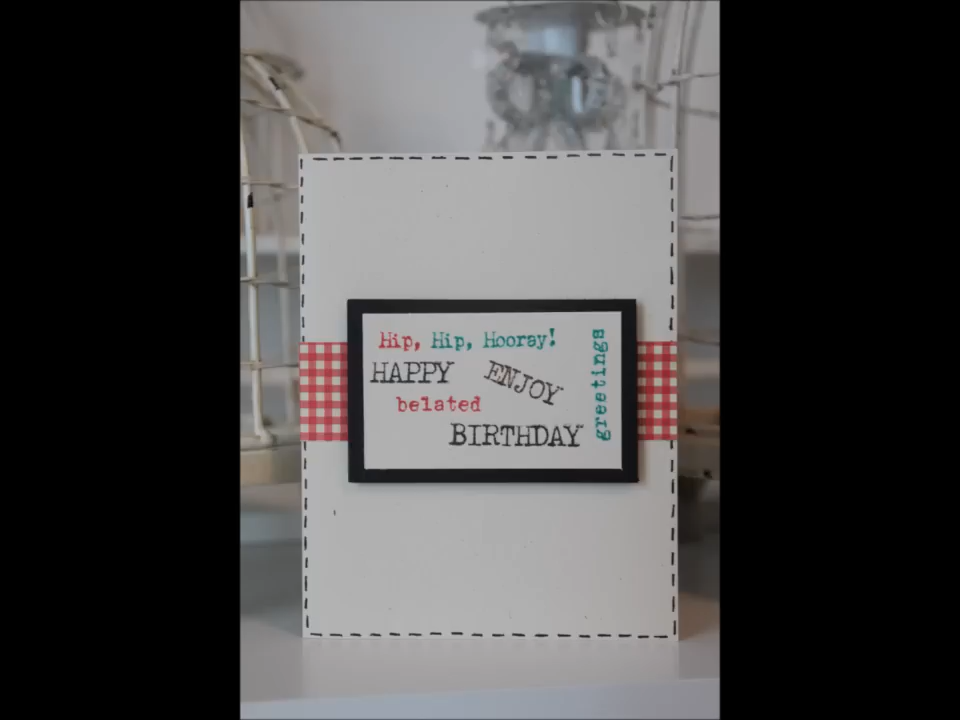 Hip, Hip, Hooray!
HAPPY ENJOY
belated
BIRTHDAY
greetings